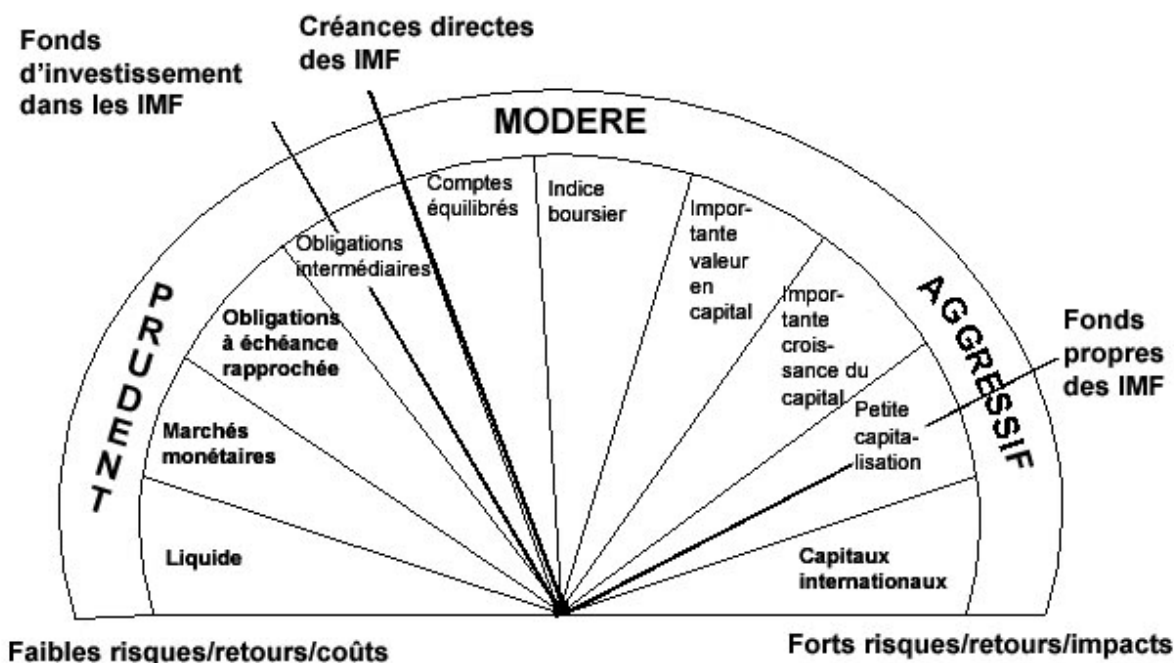 Fonds
d'investissement
dans les IMF
Créances directes
des IMF
MODERE
PRUDENT
AGGRESSIF
Liquide
Marchés
monétaires
Obligations
à échéance
rapprochée
Obligations
intermédiaires
Comptes
équilibrés
Indice
boursier
Impor-
tante
valeur
en
capital
Impor-
tante
crois-
sance du
capital
Petite
capita-
lisation
Capitaux
internationaux
Fonds
propres
des IMF
Faibles risques/retours/coûts
Forts risques/retours/impacts